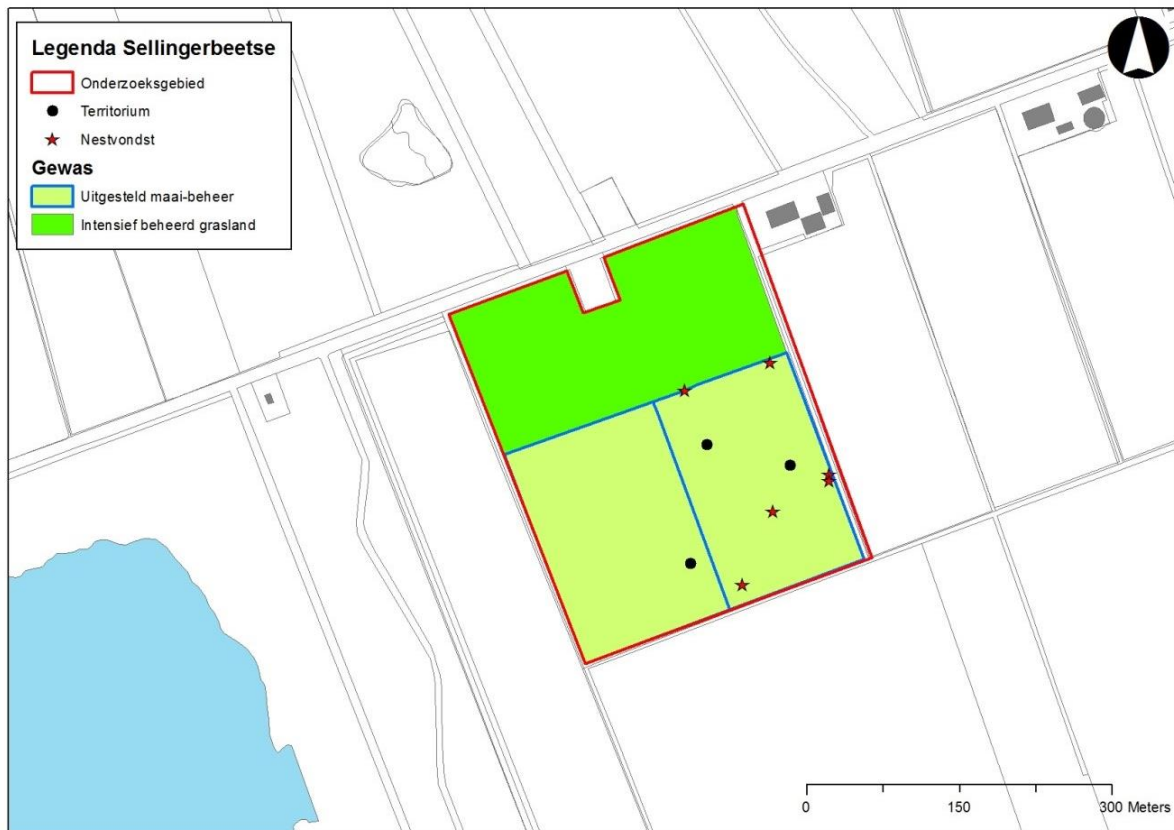 Legenda Sellingerbeetse
Onderzoeksgebied
Territorium
Nestvondst
Gewas
Uitgesteld maai-beheer
Intensief beheerd grasland
0 150 300 Meters